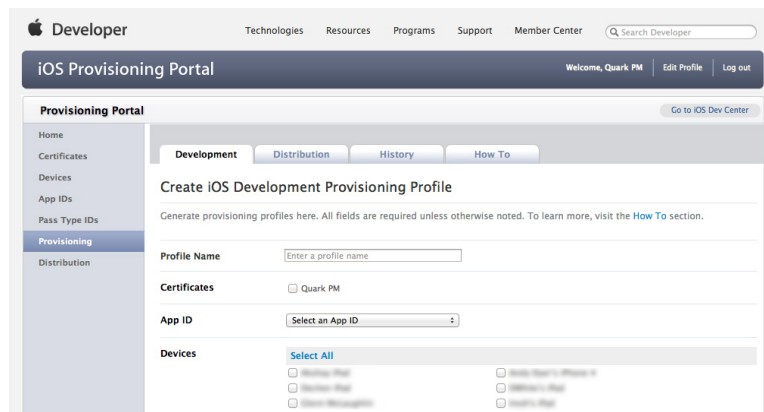 Developer
Technologies Resources Programs Support Member Center Search Developer
iOS Provisioning Portal
Welcome, Quark PM Edit Profile Log out
Provisioning Portal
Go to iOS Dev Center
Home
Certificates
Devices
App IDs
Pass Type IDs
Provisioning
Distribution
Development Distribution History How To
Create iOS Development Provisioning Profile
Generate provisioning profiles here. All fields are required unless otherwise noted. To learn more, visit the How To section.
Profile Name Enter a profile name
Certificates Quark PM
App ID Select an App ID
Devices Select All